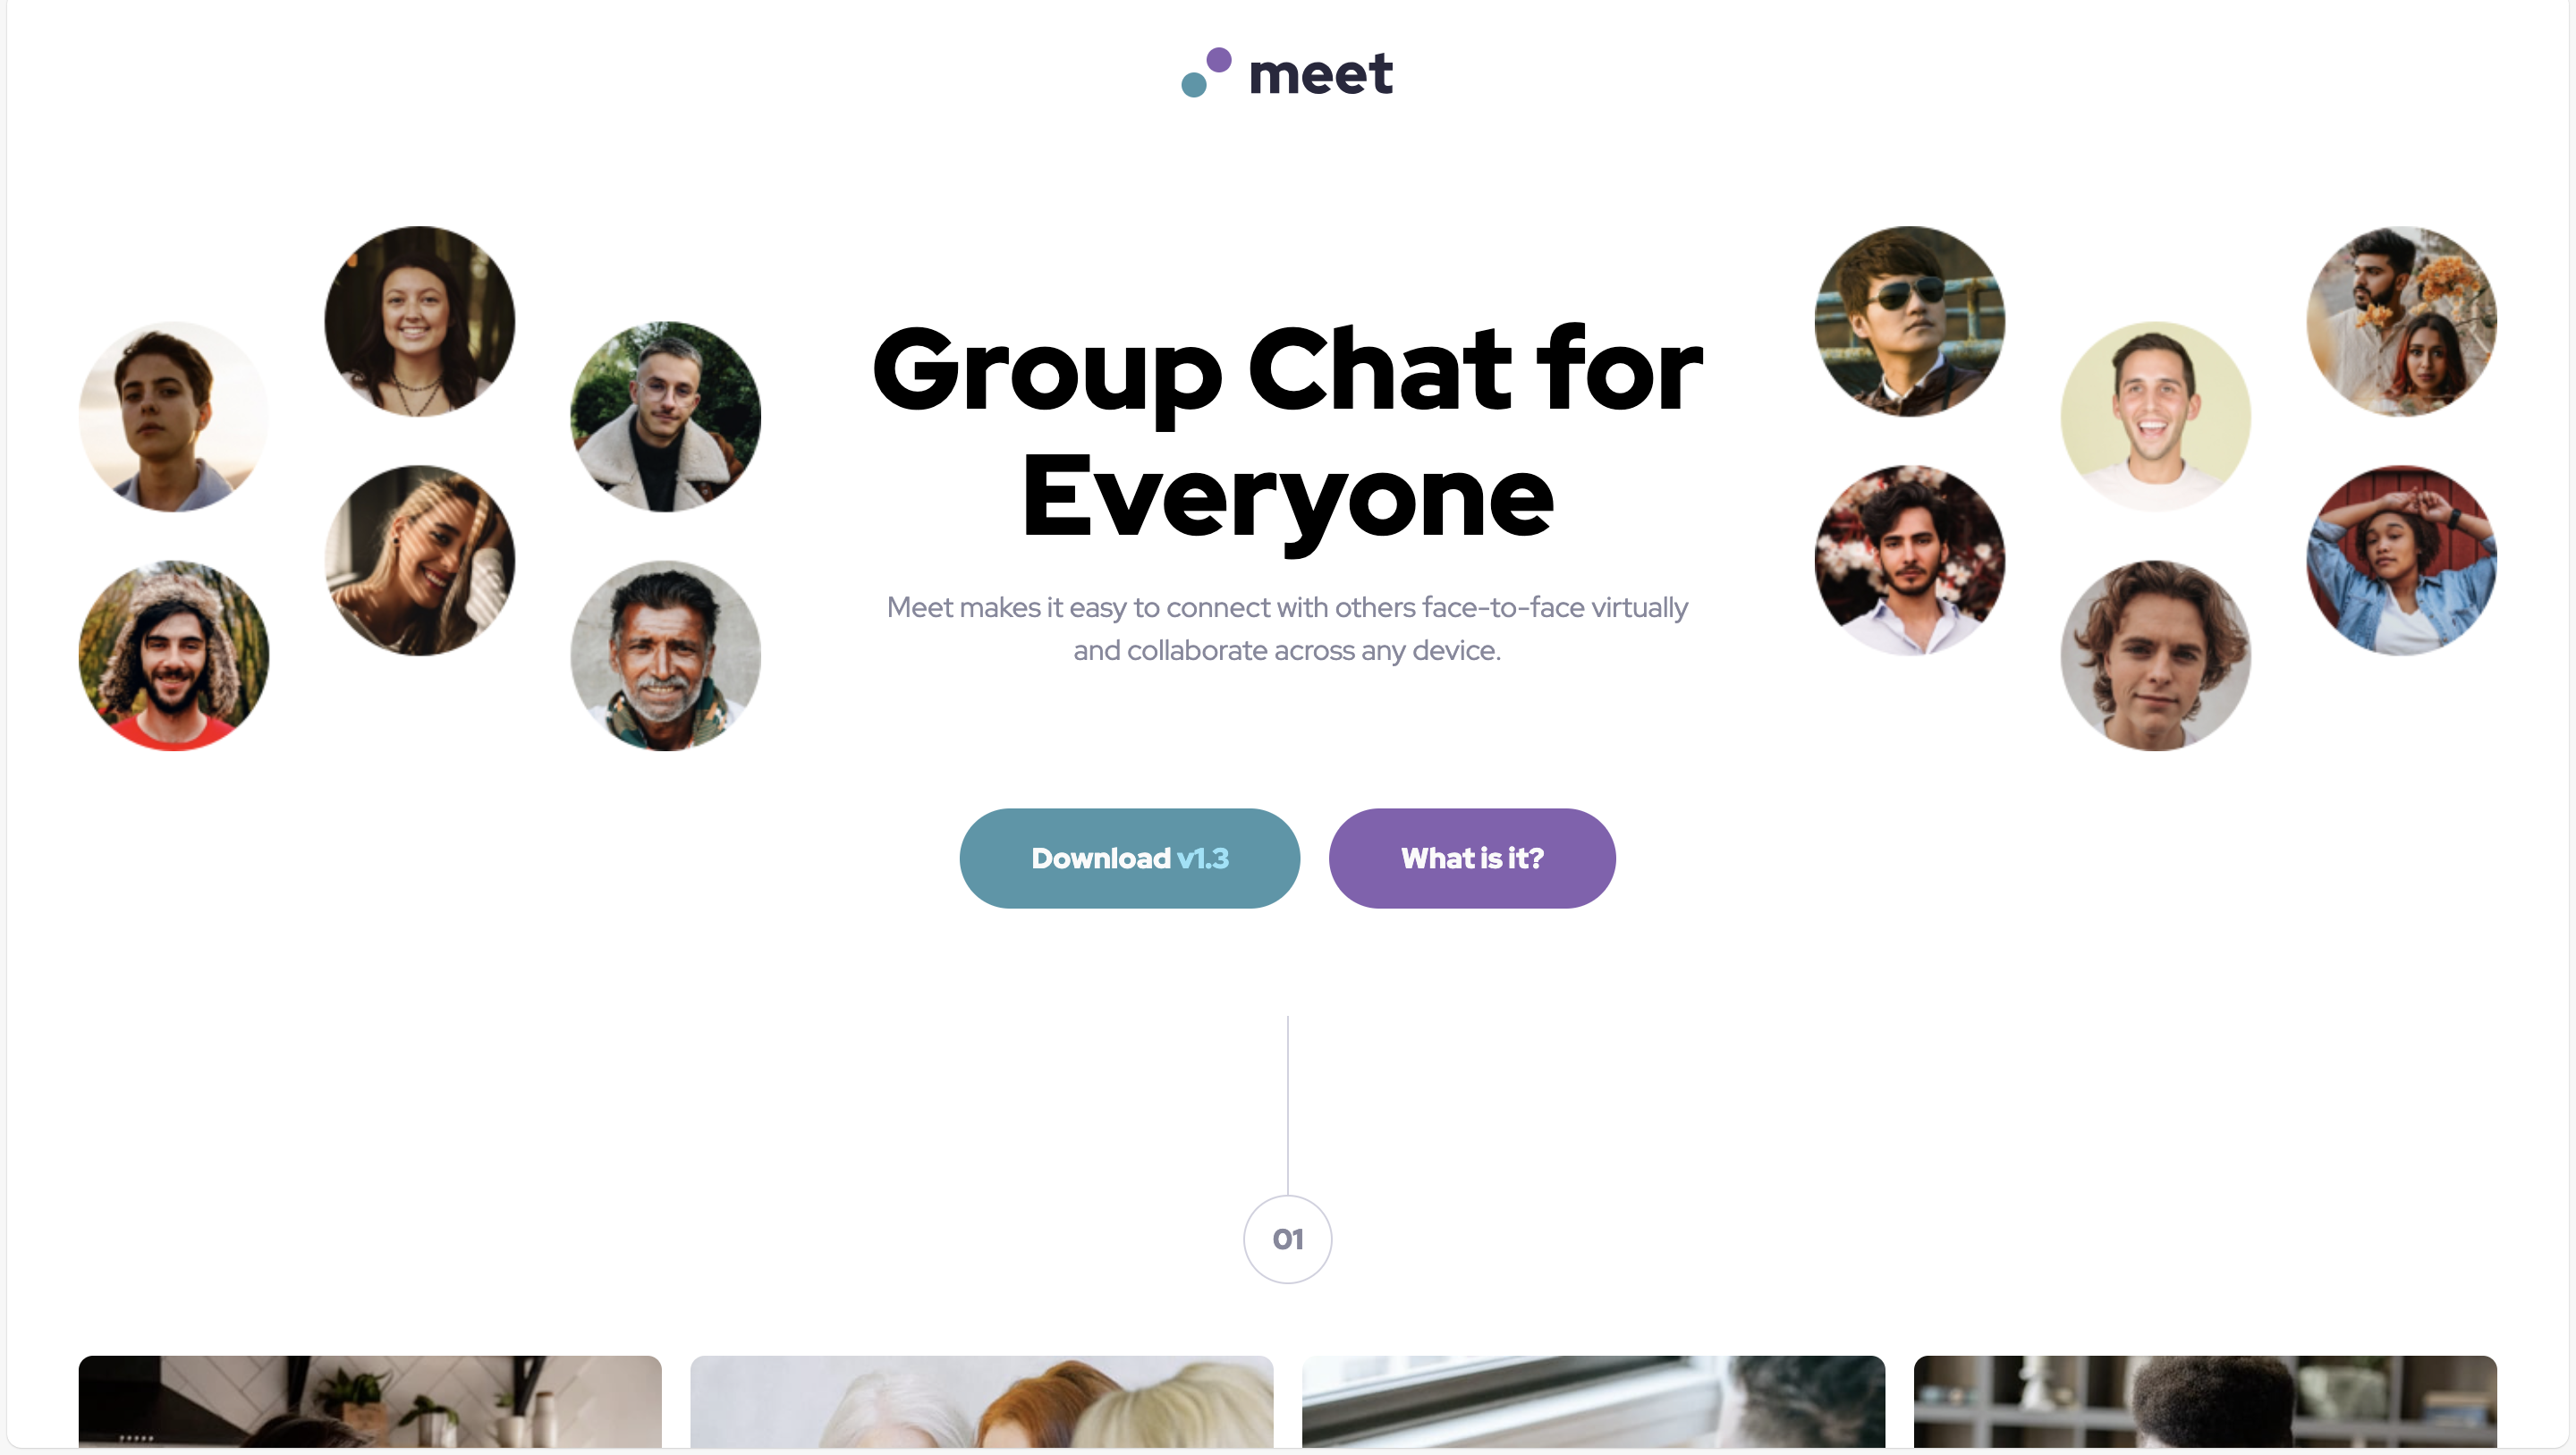 meet
Group Chat for
Everyone
Meet makes it easy to connect with others face-to-face virtually
and collaborate across any device.
Download v1.3
What is it?
01